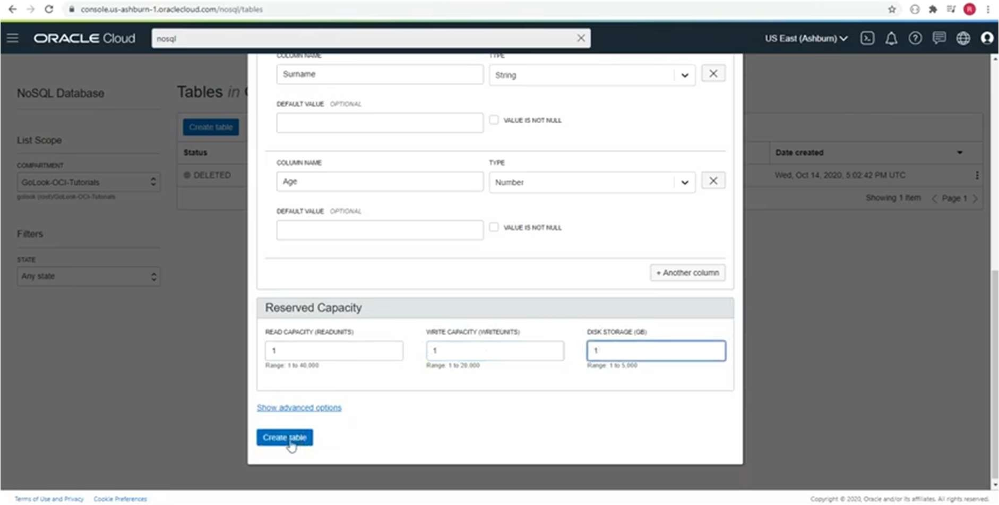 console.us-ashburn-1.oraclecloud.com/nosql/tables
R
ORACLE Cloud
nosql
US East (Ashburn)
NoSQL Database
List Scope
COMPARTMENT
GoLook-OCI-Tutorials
golook (root)/GoLook-OCI-Tutorials
Filters
STATE
Any state
Tables in
Create table
Status
DELETED
COLUMN NAME TYPE
Surname String
DEFAULT VALUE OPTIONAL
VALUE IS NOT NULL
COLUMN NAME TYPE
Age Number
DEFAULT VALUE OPTIONAL
VALUE IS NOT NULL
+ Another column
Reserved Capacity
READ CAPACITY (READUNITS) WRITE CAPACITY (WRITEUNITS) DISK STORAGE (GB)
1 1 1
Range: 1 to 40,000 Range: 1 to 20,000 Range: 1 to 5,000
Show advanced options
Create table
Date created
Wed, Oct 14, 2020, 5:02:42 PM UTC
Showing 1 Item < Page 1 >
Terms of Use and Privacy Cookie Preferences
Copyright © 2020, Oracle and/or its affiliates. All rights reserved.